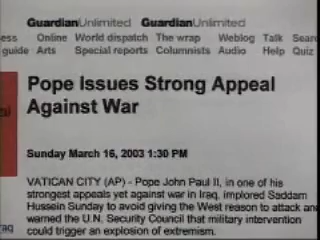 GuardianUnlimited GuardianUnlimited
ess Online World dispatch The wrap Weblog Talk Sear
guide Arts Special reports Columnists Audio Help Quiz
Pope Issues Strong Appeal
Against War
Sunday March 16, 2003 1:30 PM
VATICAN CITY (AP) - Pope John Paul II, in one of his
strongest appeals yet against war in Iraq, implored Saddam
Hussein Sunday to avoid giving the West reason to attack and
warned the U.N. Security Council that military intervention
could trigger an explosion of extremism.
raq